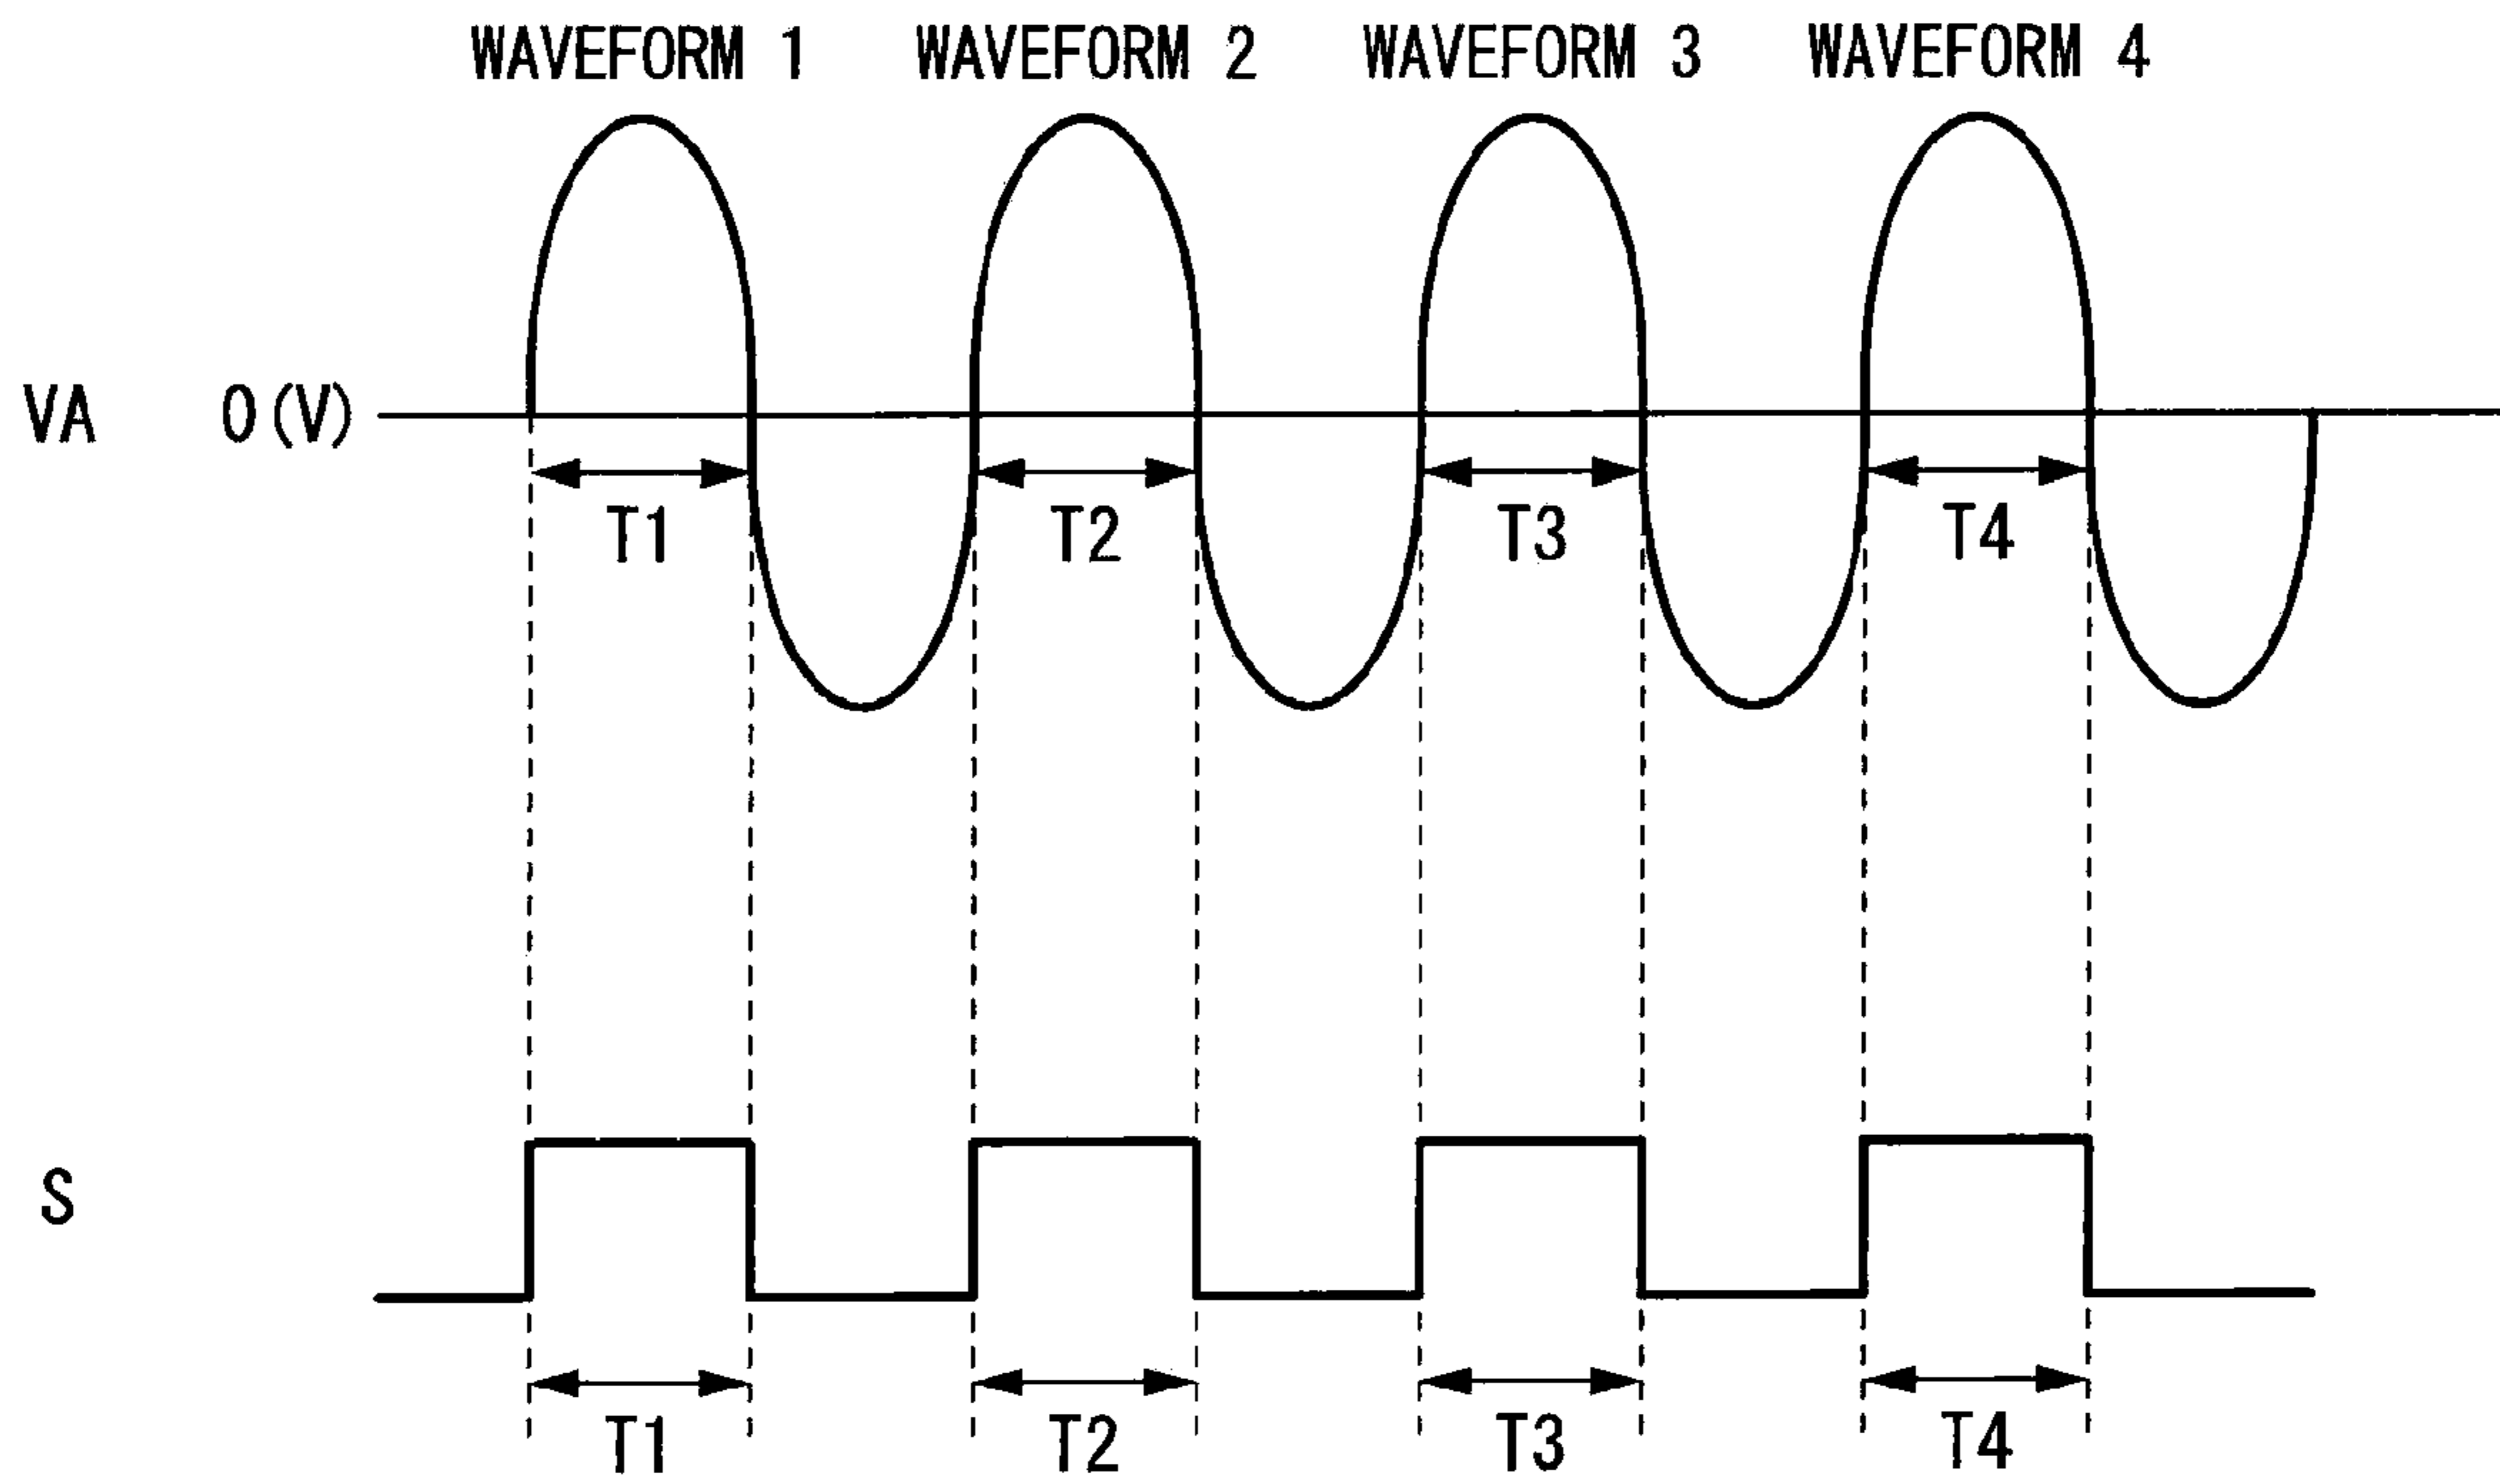 WAVEFORM 1 WAVEFORM 2 WAVEFORM 3 WAVEFORM 4
VA 0(V)
T1 T2 T3 T4
S
T1 T2 T3 T4